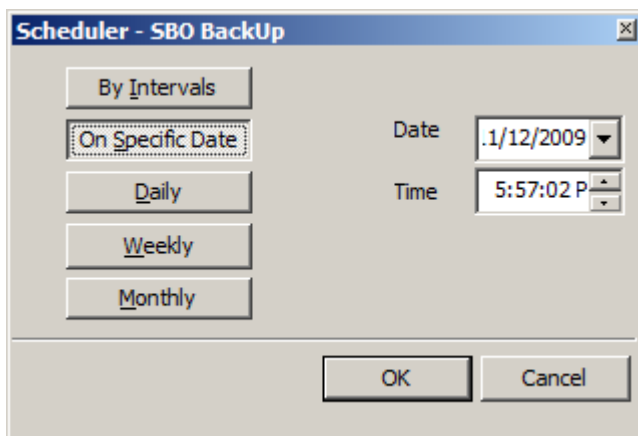 Scheduler - SBO BackUp
By Intervals
On Specific Date
Daily
Weekly
Monthly
Date .1/12/2009
Time 5:57:02 P
OK Cancel